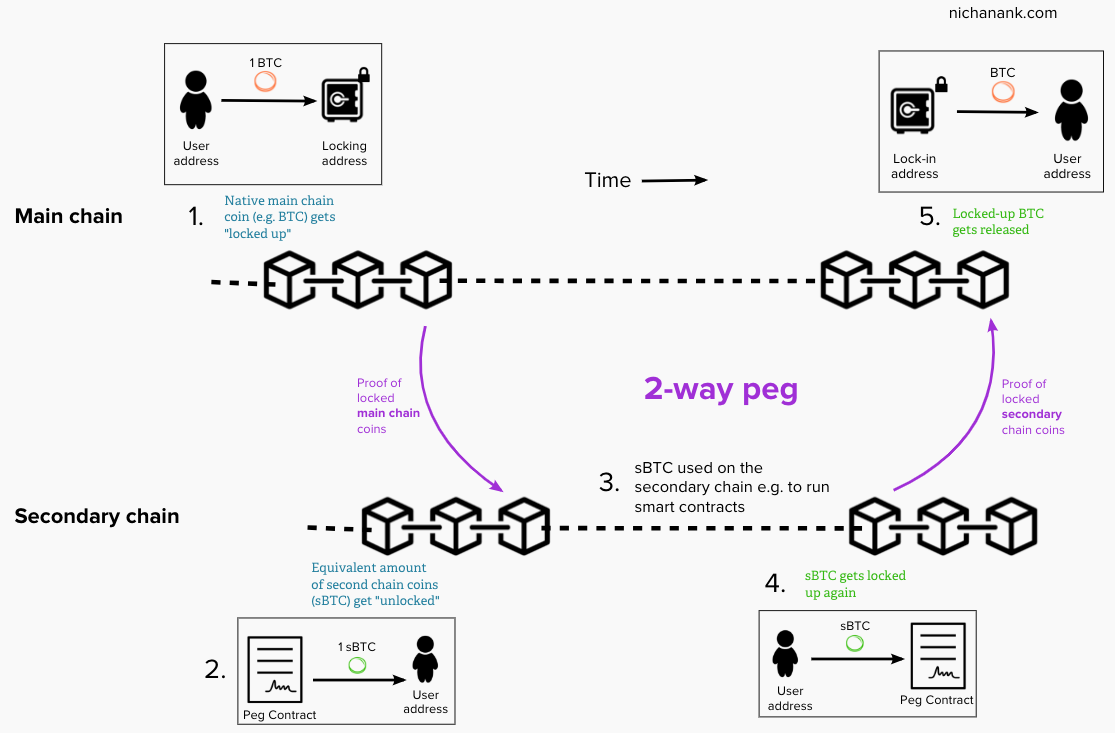 nichanank.com
1 BTC
User
address
Locking
address
BTC
Lock-in
address
User
address
Time
Main chain
1.
Native main chain
coin (e.g. BTC) gets
"locked up"
5.
Locked-up BTC
gets released
Proof of
locked
main chain
coins
2-way peg
Proof of
locked
secondary
chain coins
3.
sBTC used on the
secondary chain e.g. to run
smart contracts
Secondary chain
Equivalent amount
of second chain coins
(sBTC) get "unlocked"
4.
sBTC gets locked
up again
2.
1 sBTC
Peg Contract
User
address
sBTC
User
address
Peg Contract